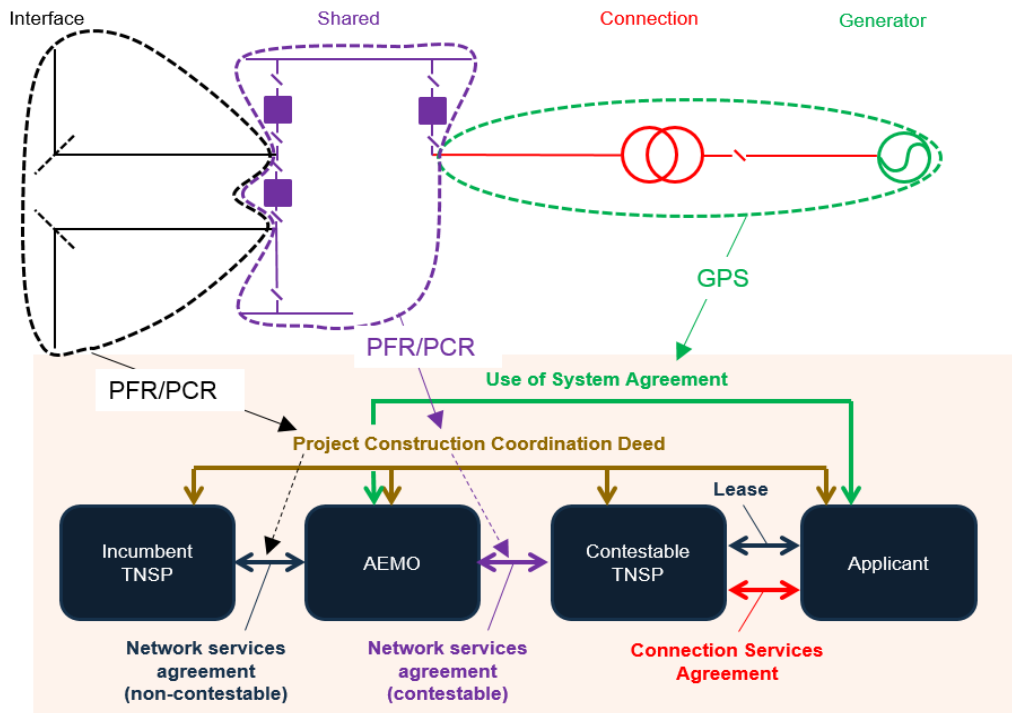 Interface
Shared
Connection
Generator
GPS
PFR/PCR
PFR/PCR
Use of System Agreement
Project Construction Coordination Deed
Lease
Incumbent
TNSP
AEMO
Contestable
TNSP
Applicant
Network services
agreement
(non-contestable)
Network services
agreement
(contestable)
Connection Services
Agreement